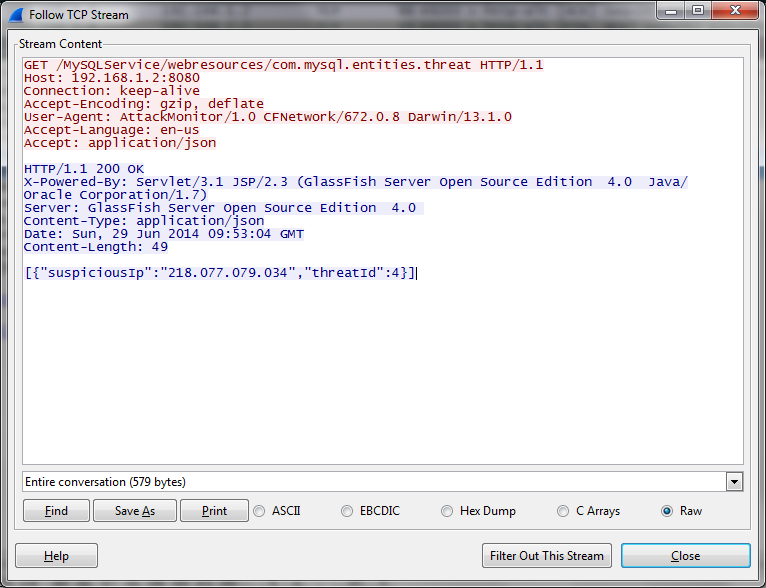 Follow TCP Stream
Stream Content
GET /MySQLService/webresources/com.mysql.entities.threat HTTP/1.1
Host: 192.168.1.2:8080
Connection: keep-alive
Accept-Encoding: gzip, deflate
User-Agent: AttackMonitor/1.0 CFNetwork/672.0.8 Darwin/13.1.0
Accept-Language: en-us
Accept: application/json
HTTP/1.1 200 OK
X-Powered-By: Servlet/3.1 JSP/2.3 (GlassFish Server Open Source Edition  4.0  Java/
Oracle Corporation/1.7)
Server: GlassFish Server Open Source Edition  4.0
Content-Type: application/json
Date: Sun, 29 Jun 2014 09:53:04 GMT
Content-Length: 49
[{"suspiciousIp":"218.077.079.034","threatId":4}]
Entire conversation (579 bytes)
Find Save As Print ASCII EBCDIC Hex Dump C Arrays Raw
Help Filter Out This Stream Close